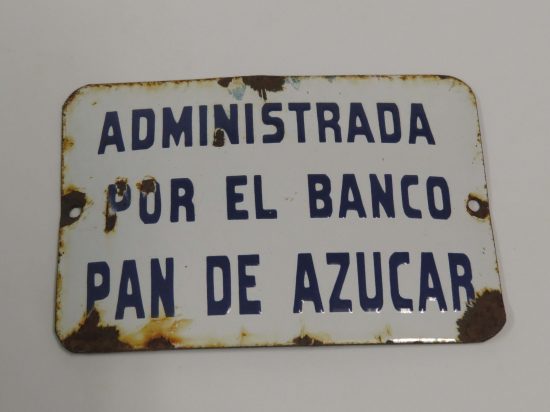 ADMINISTRADA
POR EL BANCO
PAN DE AZUCAR